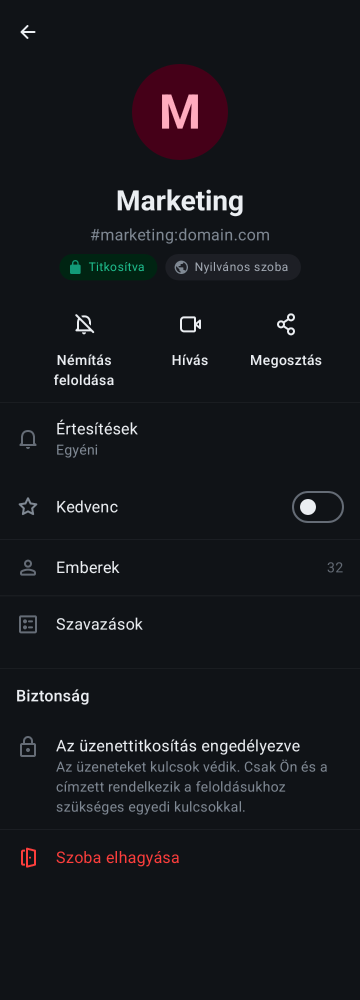 M
Marketing
#marketing:domain.com
Titkosítva
Nyilvános szoba
Némítás
feloldása
Hívás
Megosztás
Értesítések
Egyéni
Kedvenc
Emberek
32
Szavazások
Biztonság
Az üzenettitkosítás engedélyezve
Az üzeneteket kulcsok védik. Csak Ön és a
címzett rendelkezik a feloldásukhoz
szükséges egyedi kulcsokkal.
Szoba elhagyása